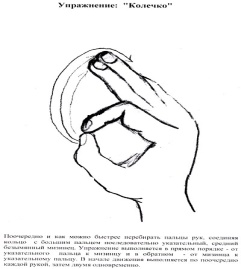 Упражнение: "Колечко"
Поочередно и как можно быстрее перебирать пальцы рук, соединяя
кольцо с большим пальцем последовательно указательный, средний
безымянный мизинец. Упражнение выполняется в прямом порядке - от
указательного пальца к мизинцу и в обратном - от мизинца к
указательному пальцу. В начале движения выполняется по поочередно
каждой рукой, затем двумя одновременно.